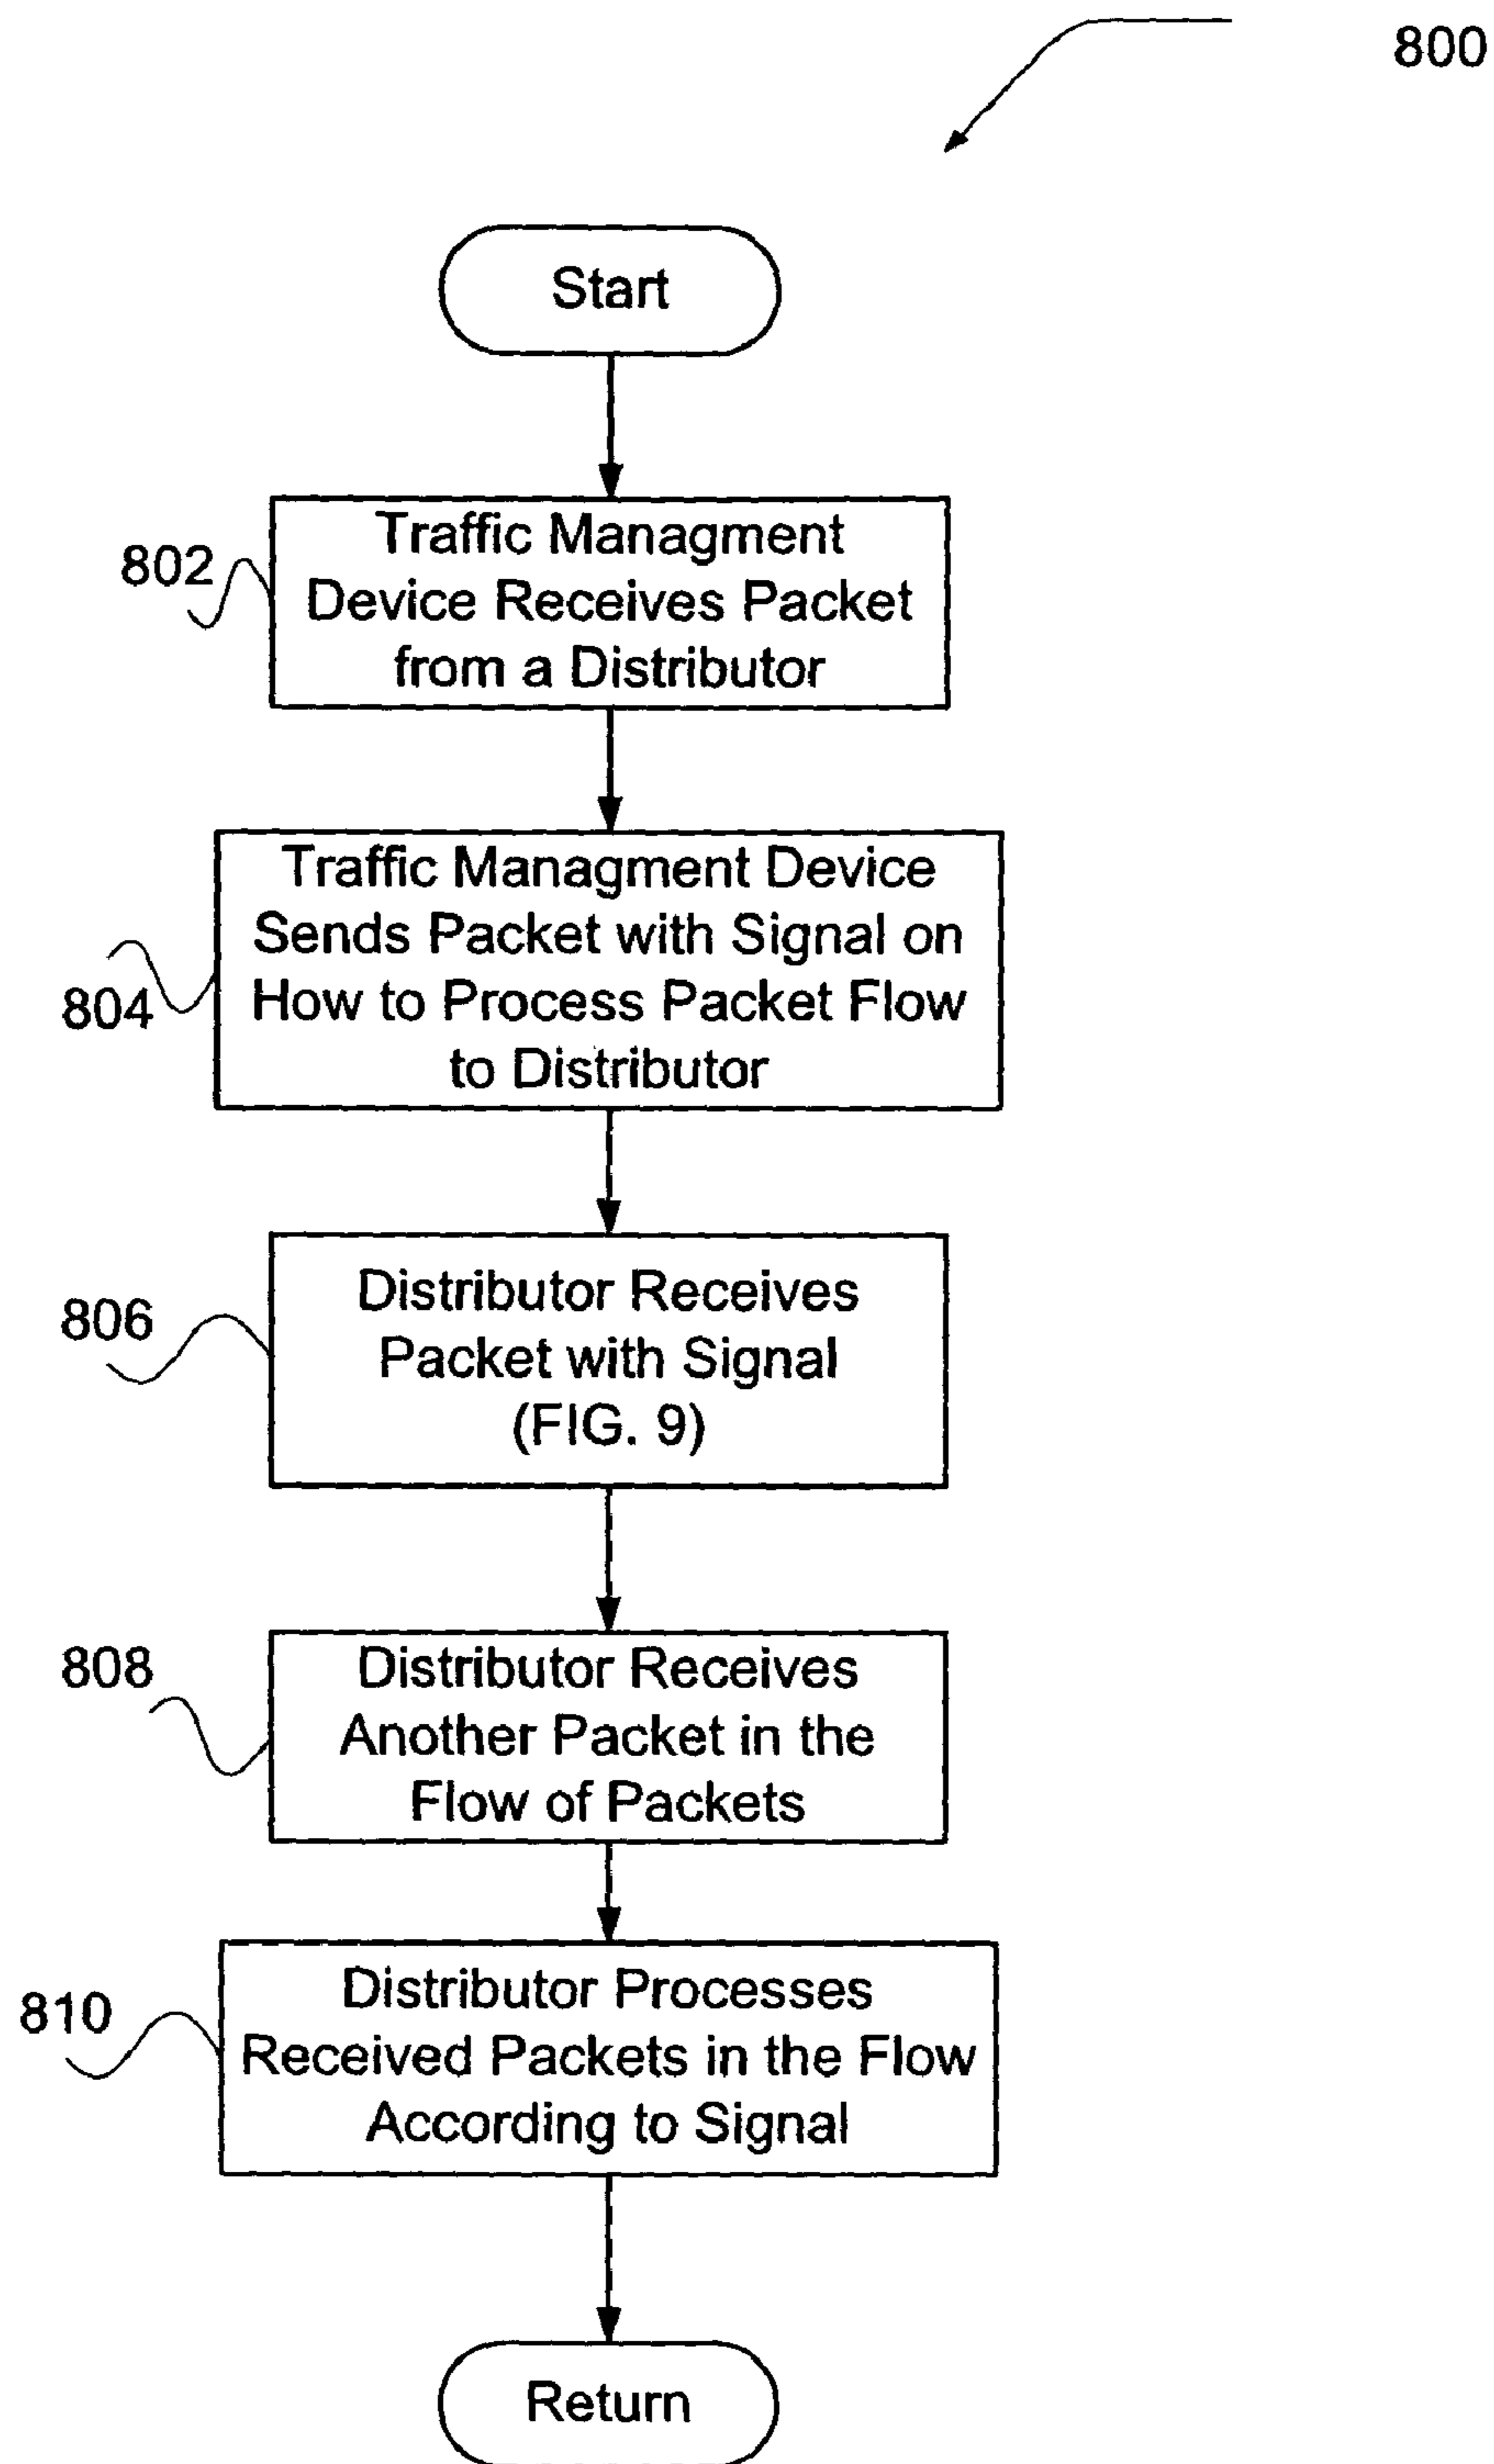 800
Start
802
Traffic Managment
Device Receives Packet
from a Distributor
804
Traffic Managment Device
Sends Packet with Signal on
How to Process Packet Flow
to Distributor
806
Distributor Receives
Packet with Signal
(FIG. 9)
808
Distributor Receives
Another Packet in the
Flow of Packets
810
Distributor Processes
Received Packets in the Flow
According to Signal
Return